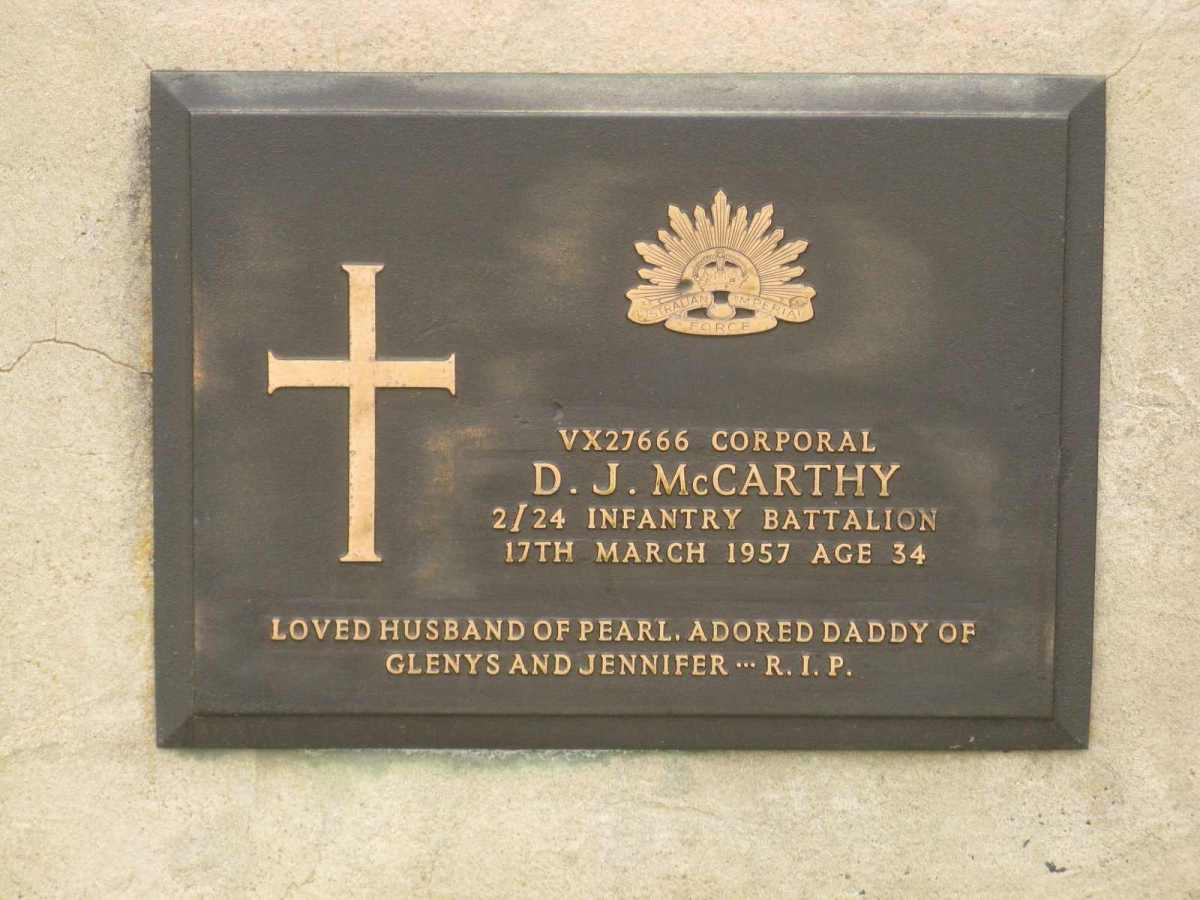 AUSTRALIAN IMPERIAL
FORCE
VX27666 CORPORAL
D. J. McCARTHY
2/24 INFANTRY BATTALION
17TH MARCH 1957 AGE 34
LOVED HUSBAND OF PEARL. ADORED DADDY OF
GLENYS AND JENNIFER ... R. I. P.